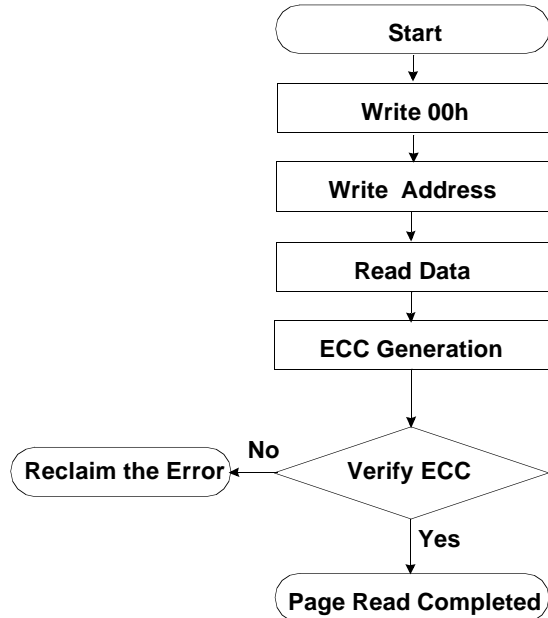 Start
Write 00h
Write Address
Read Data
ECC Generation
No
Reclaim the Error
Verify ECC
Yes
Page Read Completed